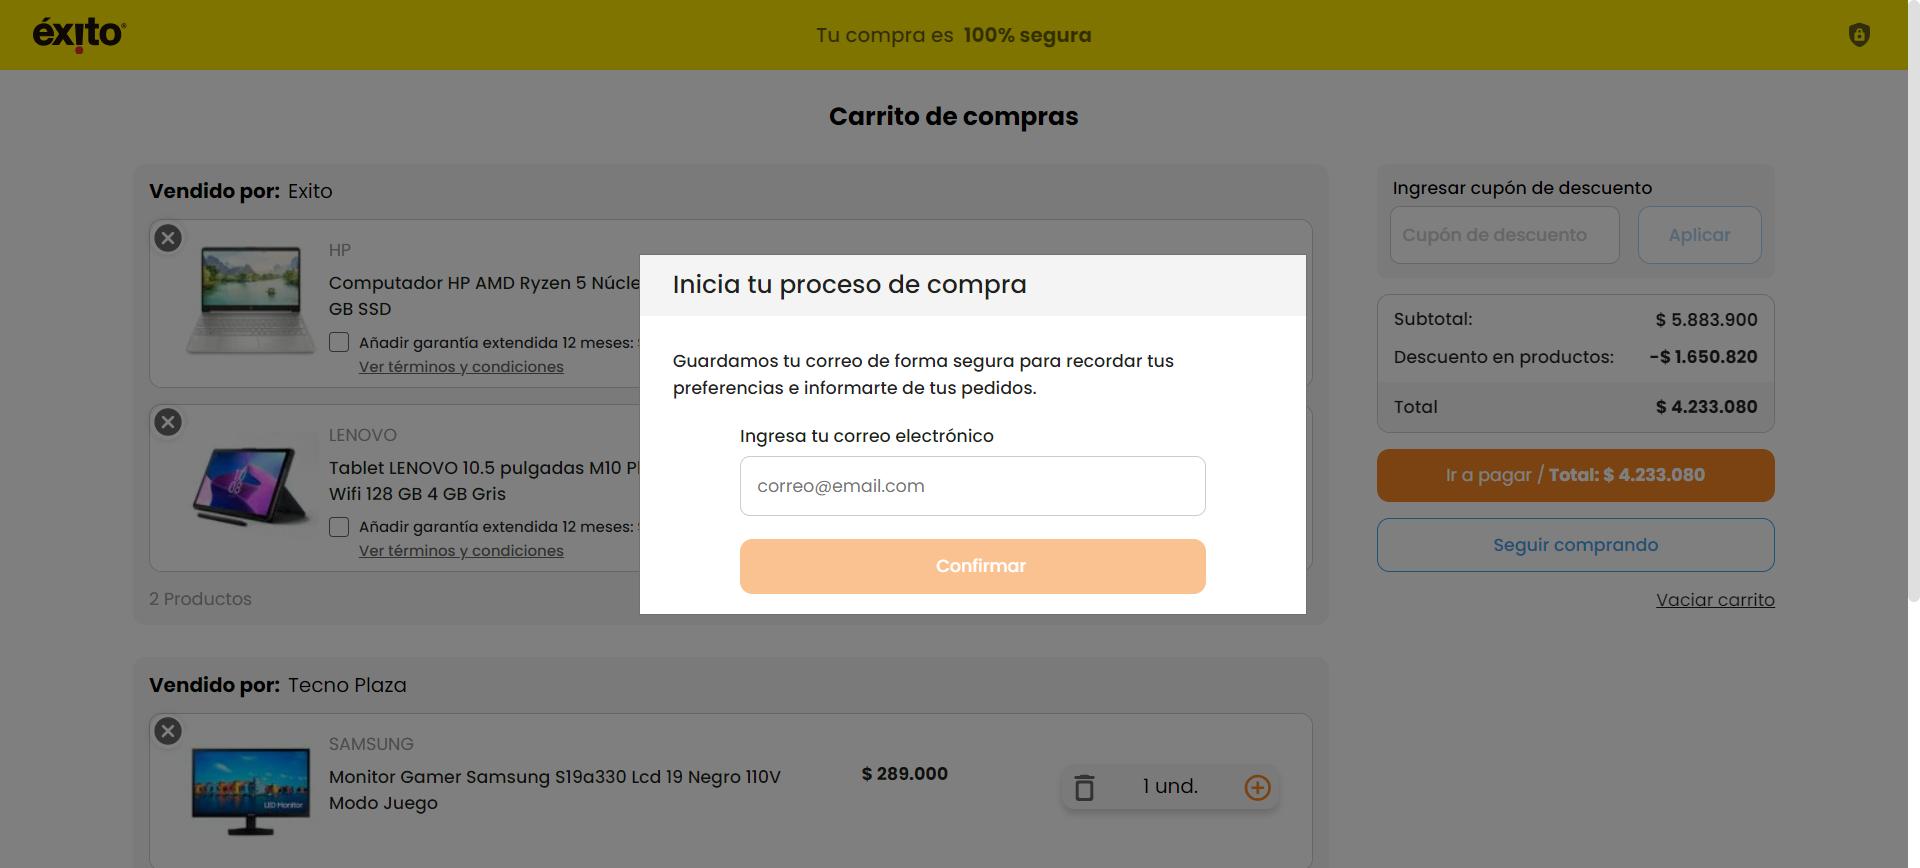 éxito
Tu compra es 100% segura
Carrito de compras
Vendido por: Exito
HP
Computador HP AMD Ryzen 5 Núcle
GB SSD
Añadir garantía extendida 12 meses:
Ver términos y condiciones
LENOVO
Tablet LENOVO 10.5 pulgadas M10 Pl
Wifi 128 GB 4 GB Gris
Añadir garantía extendida 12 meses:
Ver términos y condiciones
2 Productos
Inicia tu proceso de compra
Guardamos tu correo de forma segura para recordar tus
preferencias e informarte de tus pedidos.
Ingresa tu correo electrónico
correo@email.com
Confirmar
Ingresar cupón de descuento
Cupón de descuento
Aplicar
Subtotal: $ 5.883.900
Descuento en productos: -$ 1.650.820
Total $ 4.233.080
Ir a pagar / Total: $ 4.233.080
Seguir comprando
Vaciar carrito
Vendido por: Tecno Plaza
SAMSUNG
Monitor Gamer Samsung S19a330 Lcd 19 Negro 110V
Modo Juego
$ 289.000
1 und.
LED Monitor